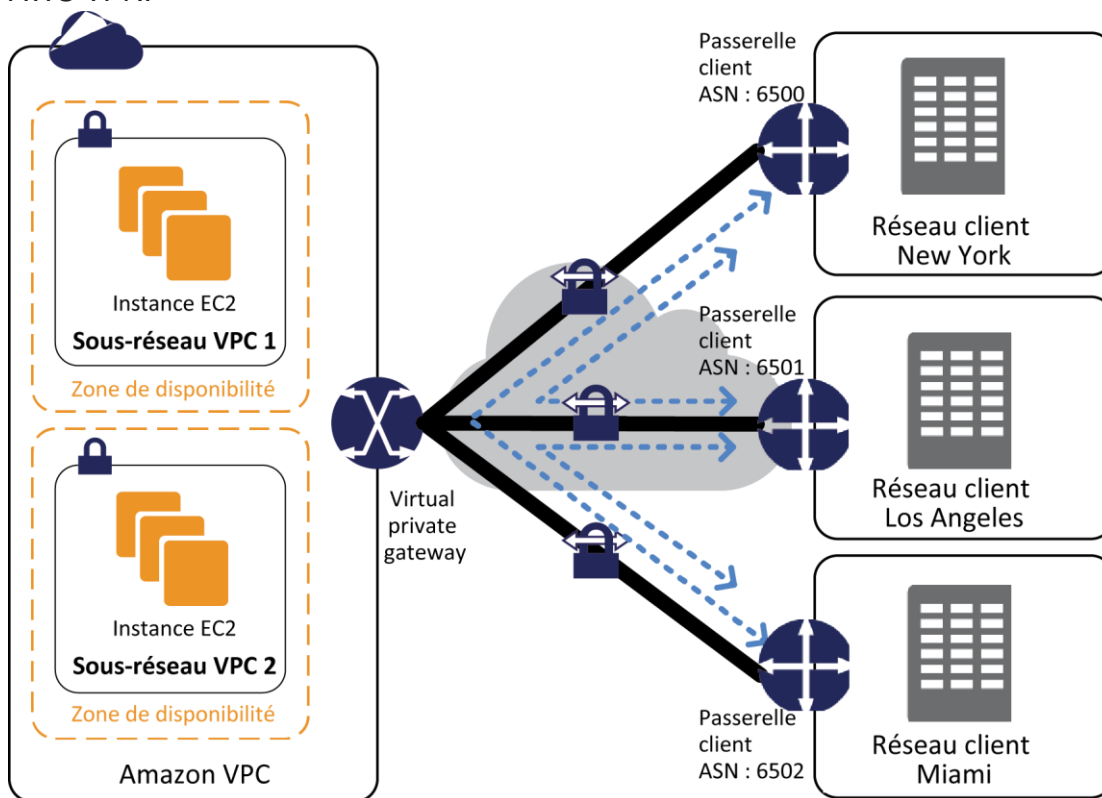 Instance EC2
Sous-réseau VPC 1
Zone de disponibilité
Instance EC2
Sous-réseau VPC 2
Zone de disponibilité
Amazon VPC
Virtual
private
gateway
Passerelle
client
ASN : 6500
Réseau client
New York
Passerelle
client
ASN : 6501
Réseau client
Los Angeles
Passerelle
client
ASN : 6502
Réseau client
Miami